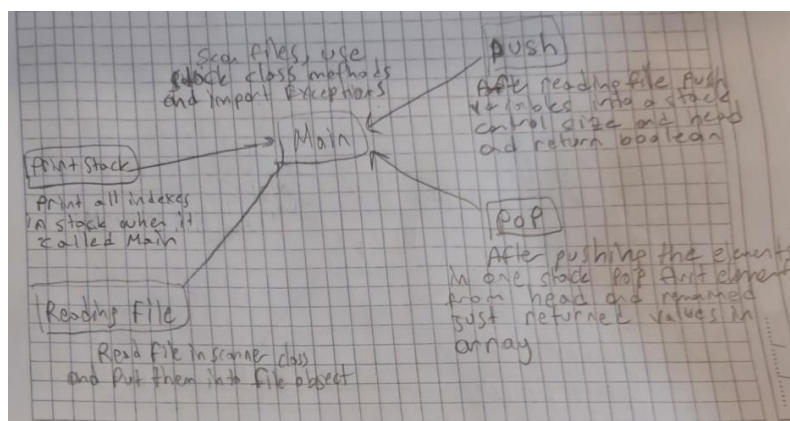 Scan files, use
stack class methods
and import Exceptions
Main
push
After reading file push
variables into a stack
control size and head
and return boolean
Print Stack
Print all indexes
in stack when it
called Main
Pop
After pushing the elements
in one stack pop first element
from head and
just returned values in
array
Reading File
Read file in scanner class
and Put them into file object